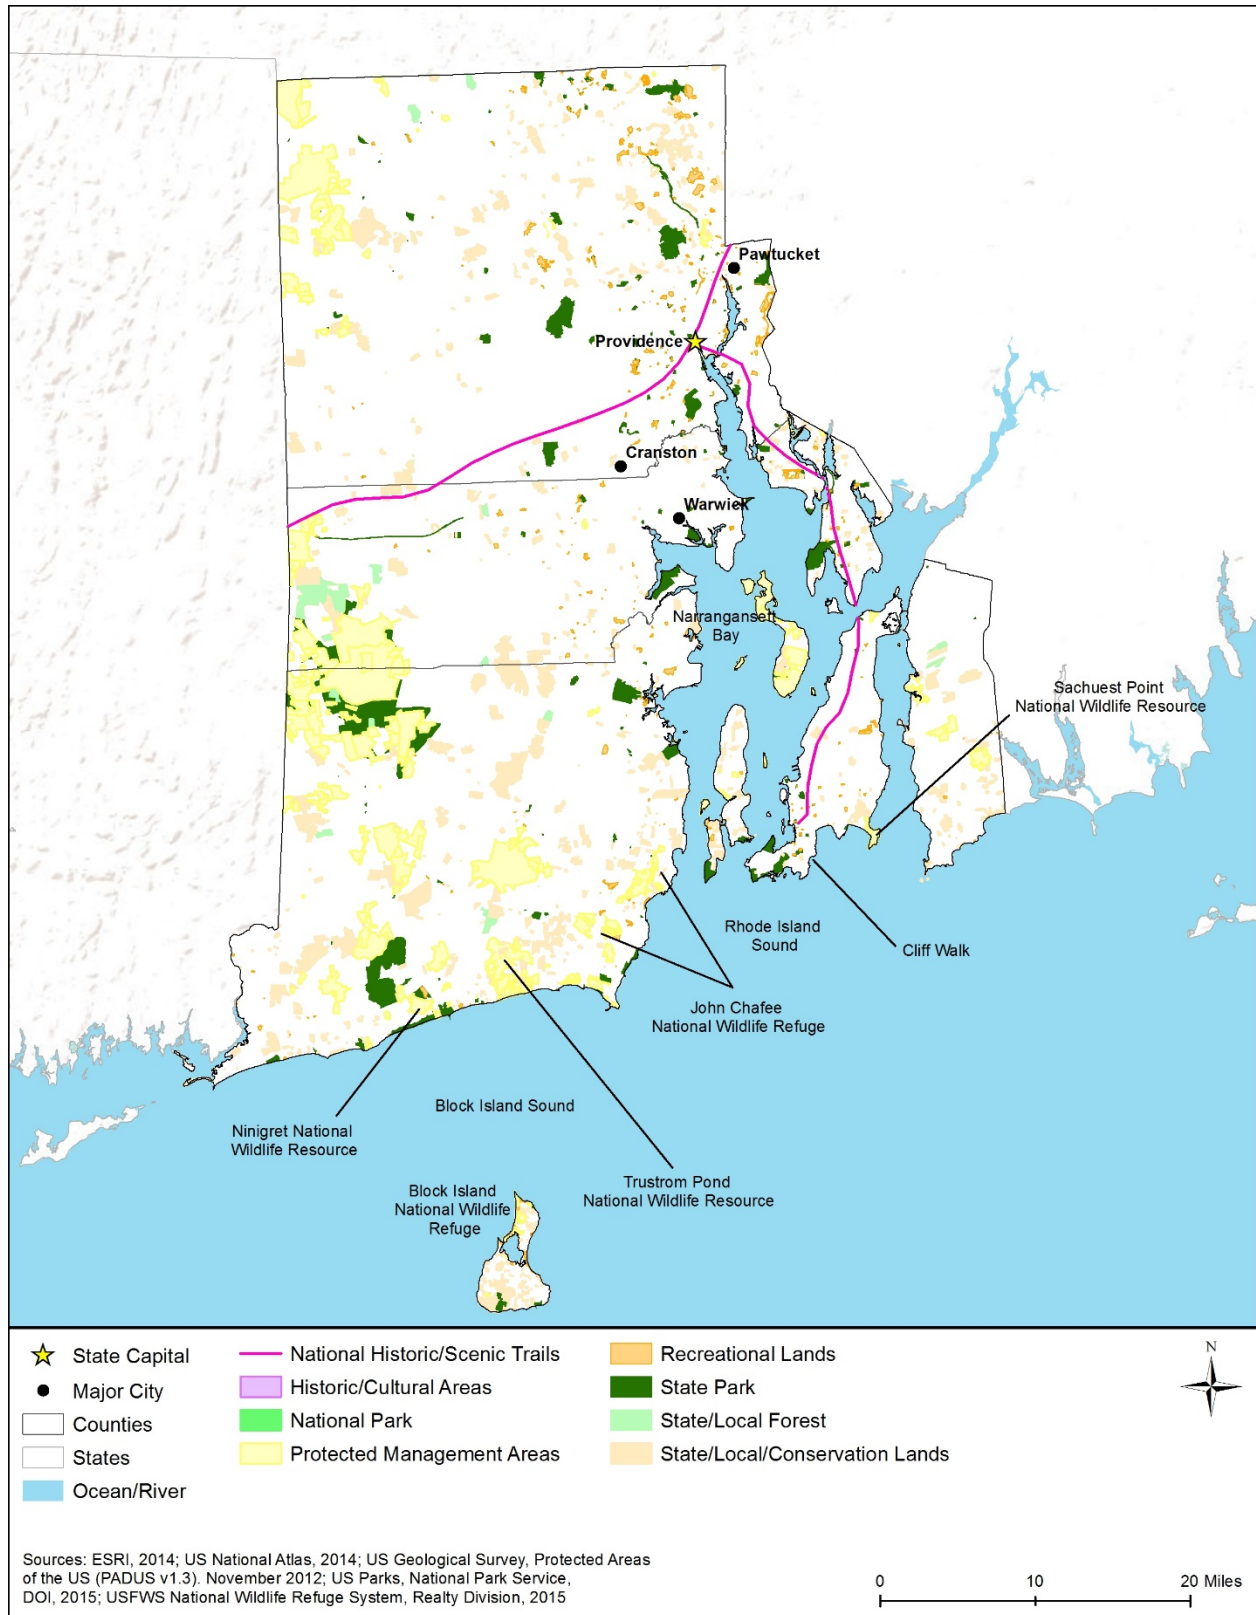 Pawtucket
Providence
Cranston
Warwick
Narrangansett
Bay
Sachuest Point
National Wildlife Resource
Rhode Island
Sound
Cliff Walk
John Chafee
National Wildlife Refuge
Block Island Sound
Ninigret National
Wildlife Resource
Trustrom Pond
National Wildlife Resource
Block Island
National Wildlife
Refuge
State Capital
Major City
Counties
States
Ocean/River
National Historic/Scenic Trails
Historic/Cultural Areas
National Park
Protected Management Areas
Recreational Lands
State Park
State/Local Forest
State/Local/Conservation Lands
N
Sources: ESRI, 2014; US National Atlas, 2014; US Geological Survey, Protected Areas
of the US (PADUS v1.3). November 2012; US Parks, National Park Service,
DOI, 2015; USFWS National Wildlife Refuge System, Realty Division, 2015
0 10 20 Miles